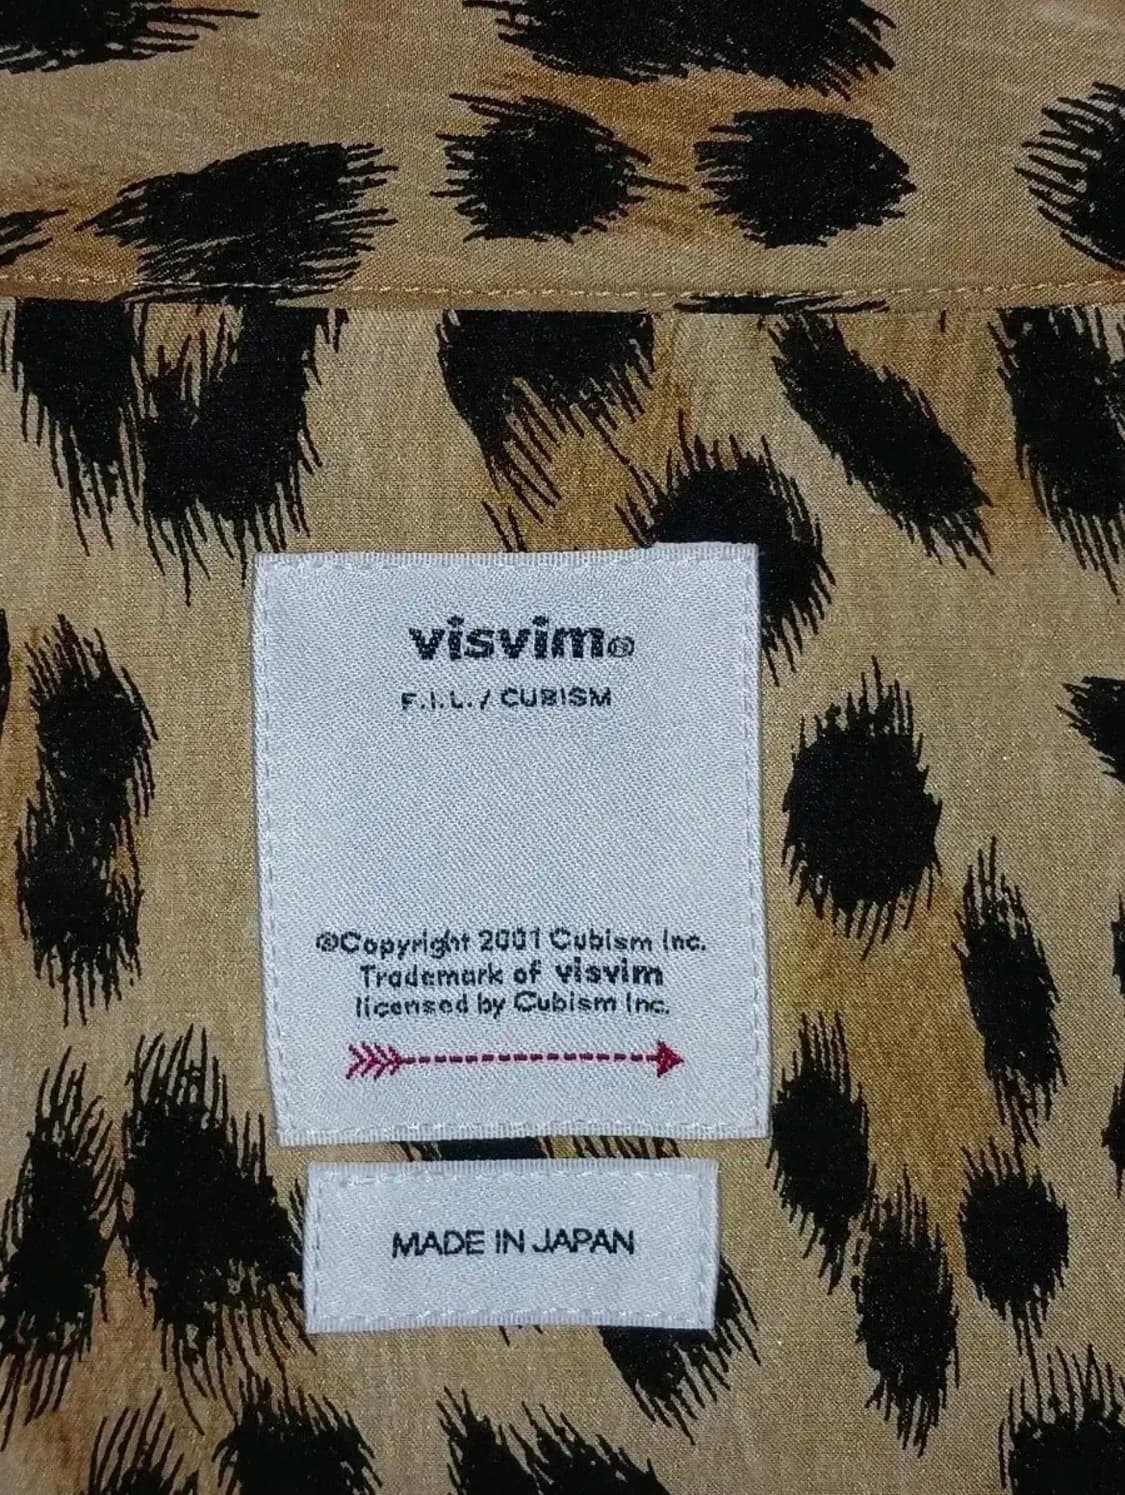 visvim®
F.I.L. / CUBISM
©Copyright 2001 Cubism Inc.
Trademark of visvim
licensed by Cubism Inc.
MADE IN JAPAN